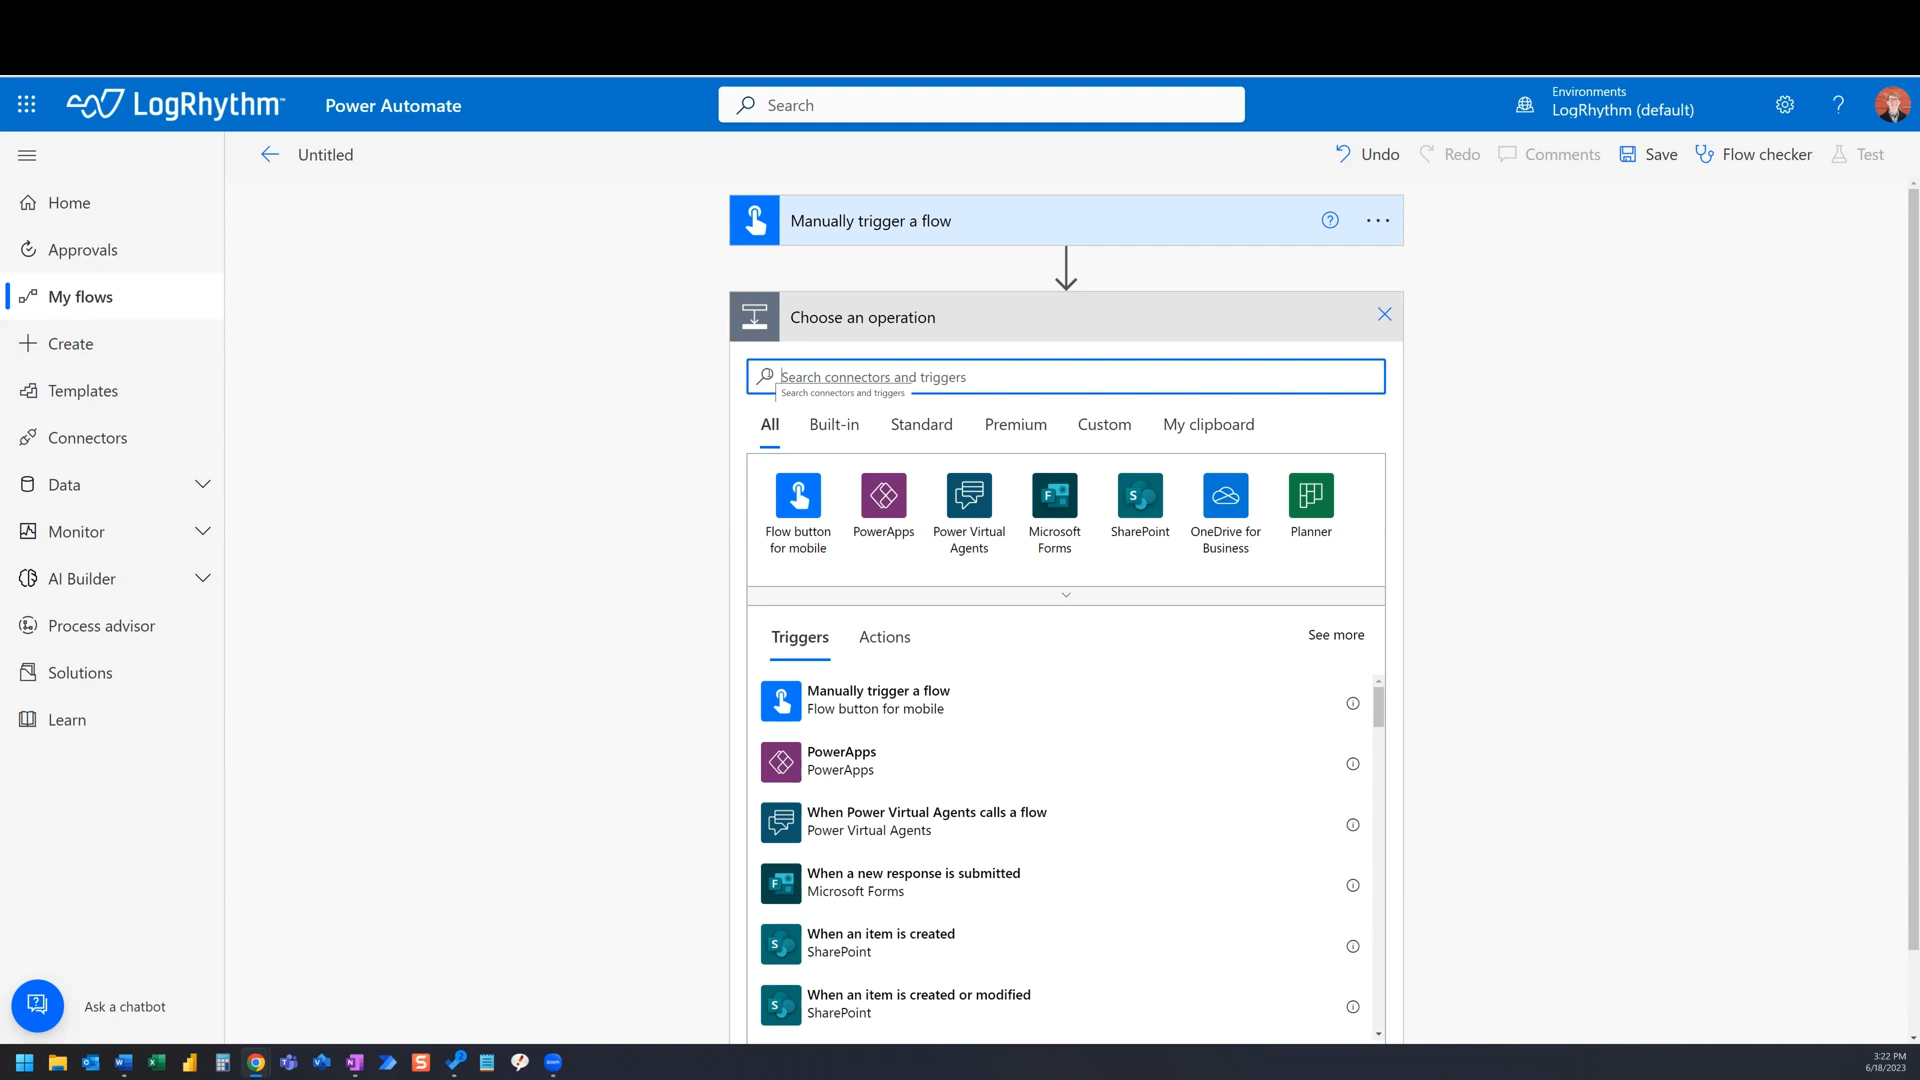 LogRhythm
Power Automate
Search
Environments
LogRhythm (default)
Untitled
Undo
Redo
Comments
Save
Flow checker
Test
Home
Approvals
My flows
Create
Templates
Connectors
Data
Monitor
AI Builder
Process advisor
Solutions
Learn
Ask a chatbot
Manually trigger a flow
Choose an operation
Search connectors and triggers
Search connectors and triggers
All
Built-in
Standard
Premium
Custom
My clipboard
Flow button
for mobile
PowerApps
Power Virtual
Agents
Microsoft
Forms
SharePoint
OneDrive for
Business
Planner
Triggers
Actions
See more
Manually trigger a flow
Flow button for mobile
PowerApps
PowerApps
When Power Virtual Agents calls a flow
Power Virtual Agents
When a new response is submitted
Microsoft Forms
When an item is created
SharePoint
When an item is created or modified
SharePoint
3:22 PM
6/18/2023